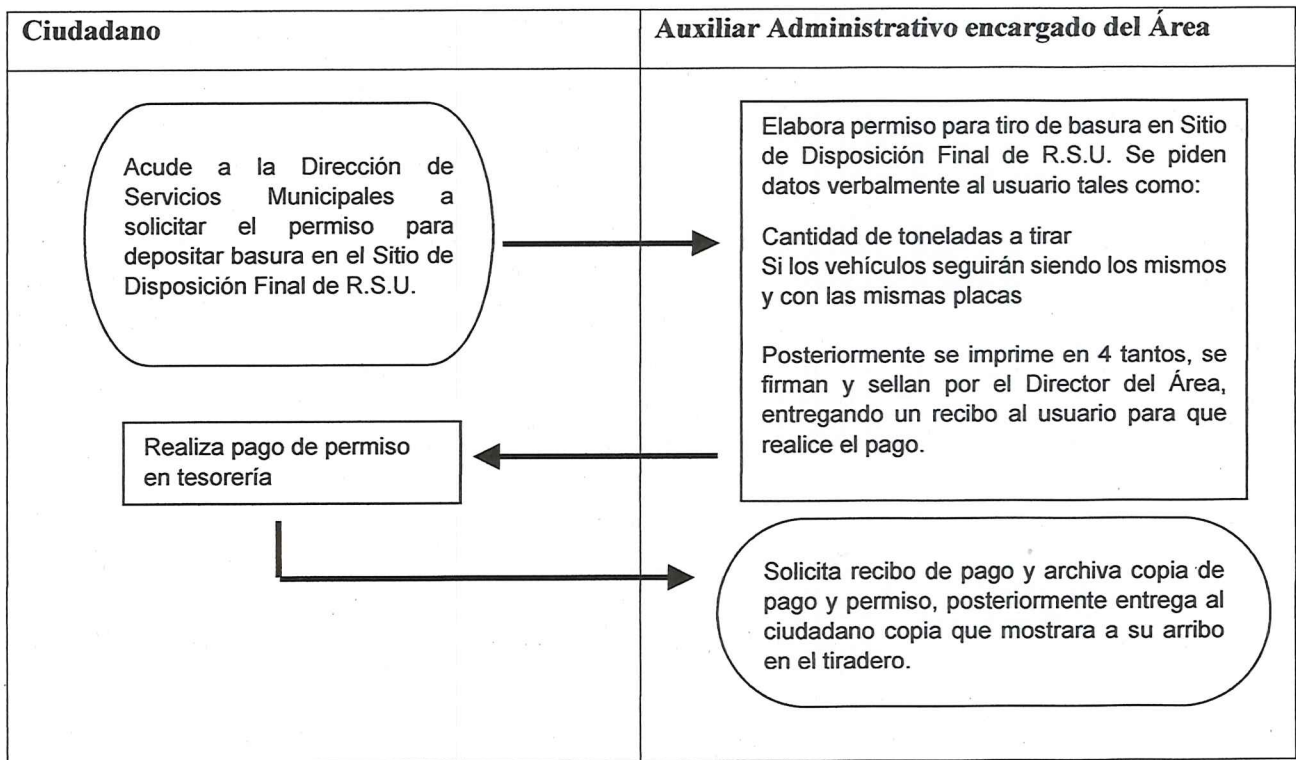 Ciudadano
Auxiliar Administrativo encargado del Área
Acude a la Dirección de
Servicios Municipales a
solicitar el permiso para
depositar basura en el Sitio de
Disposición Final de R.S.U.
Elabora permiso para tiro de basura en Sitio
de Disposición Final de R.S.U. Se piden
datos verbalmente al usuario tales como:
Cantidad de toneladas a tirar
Si los vehículos seguirán siendo los mismos
y con las mismas placas
Posteriormente se imprime en 4 tantos, se
firman y sellan por el Director del Área,
entregando un recibo al usuario para que
realice el pago.
Realiza pago de permiso
en tesorería
Solicita recibo de pago y archiva copia de
pago y permiso, posteriormente entrega al
ciudadano copia que mostrara a su arribo
en el tiradero.